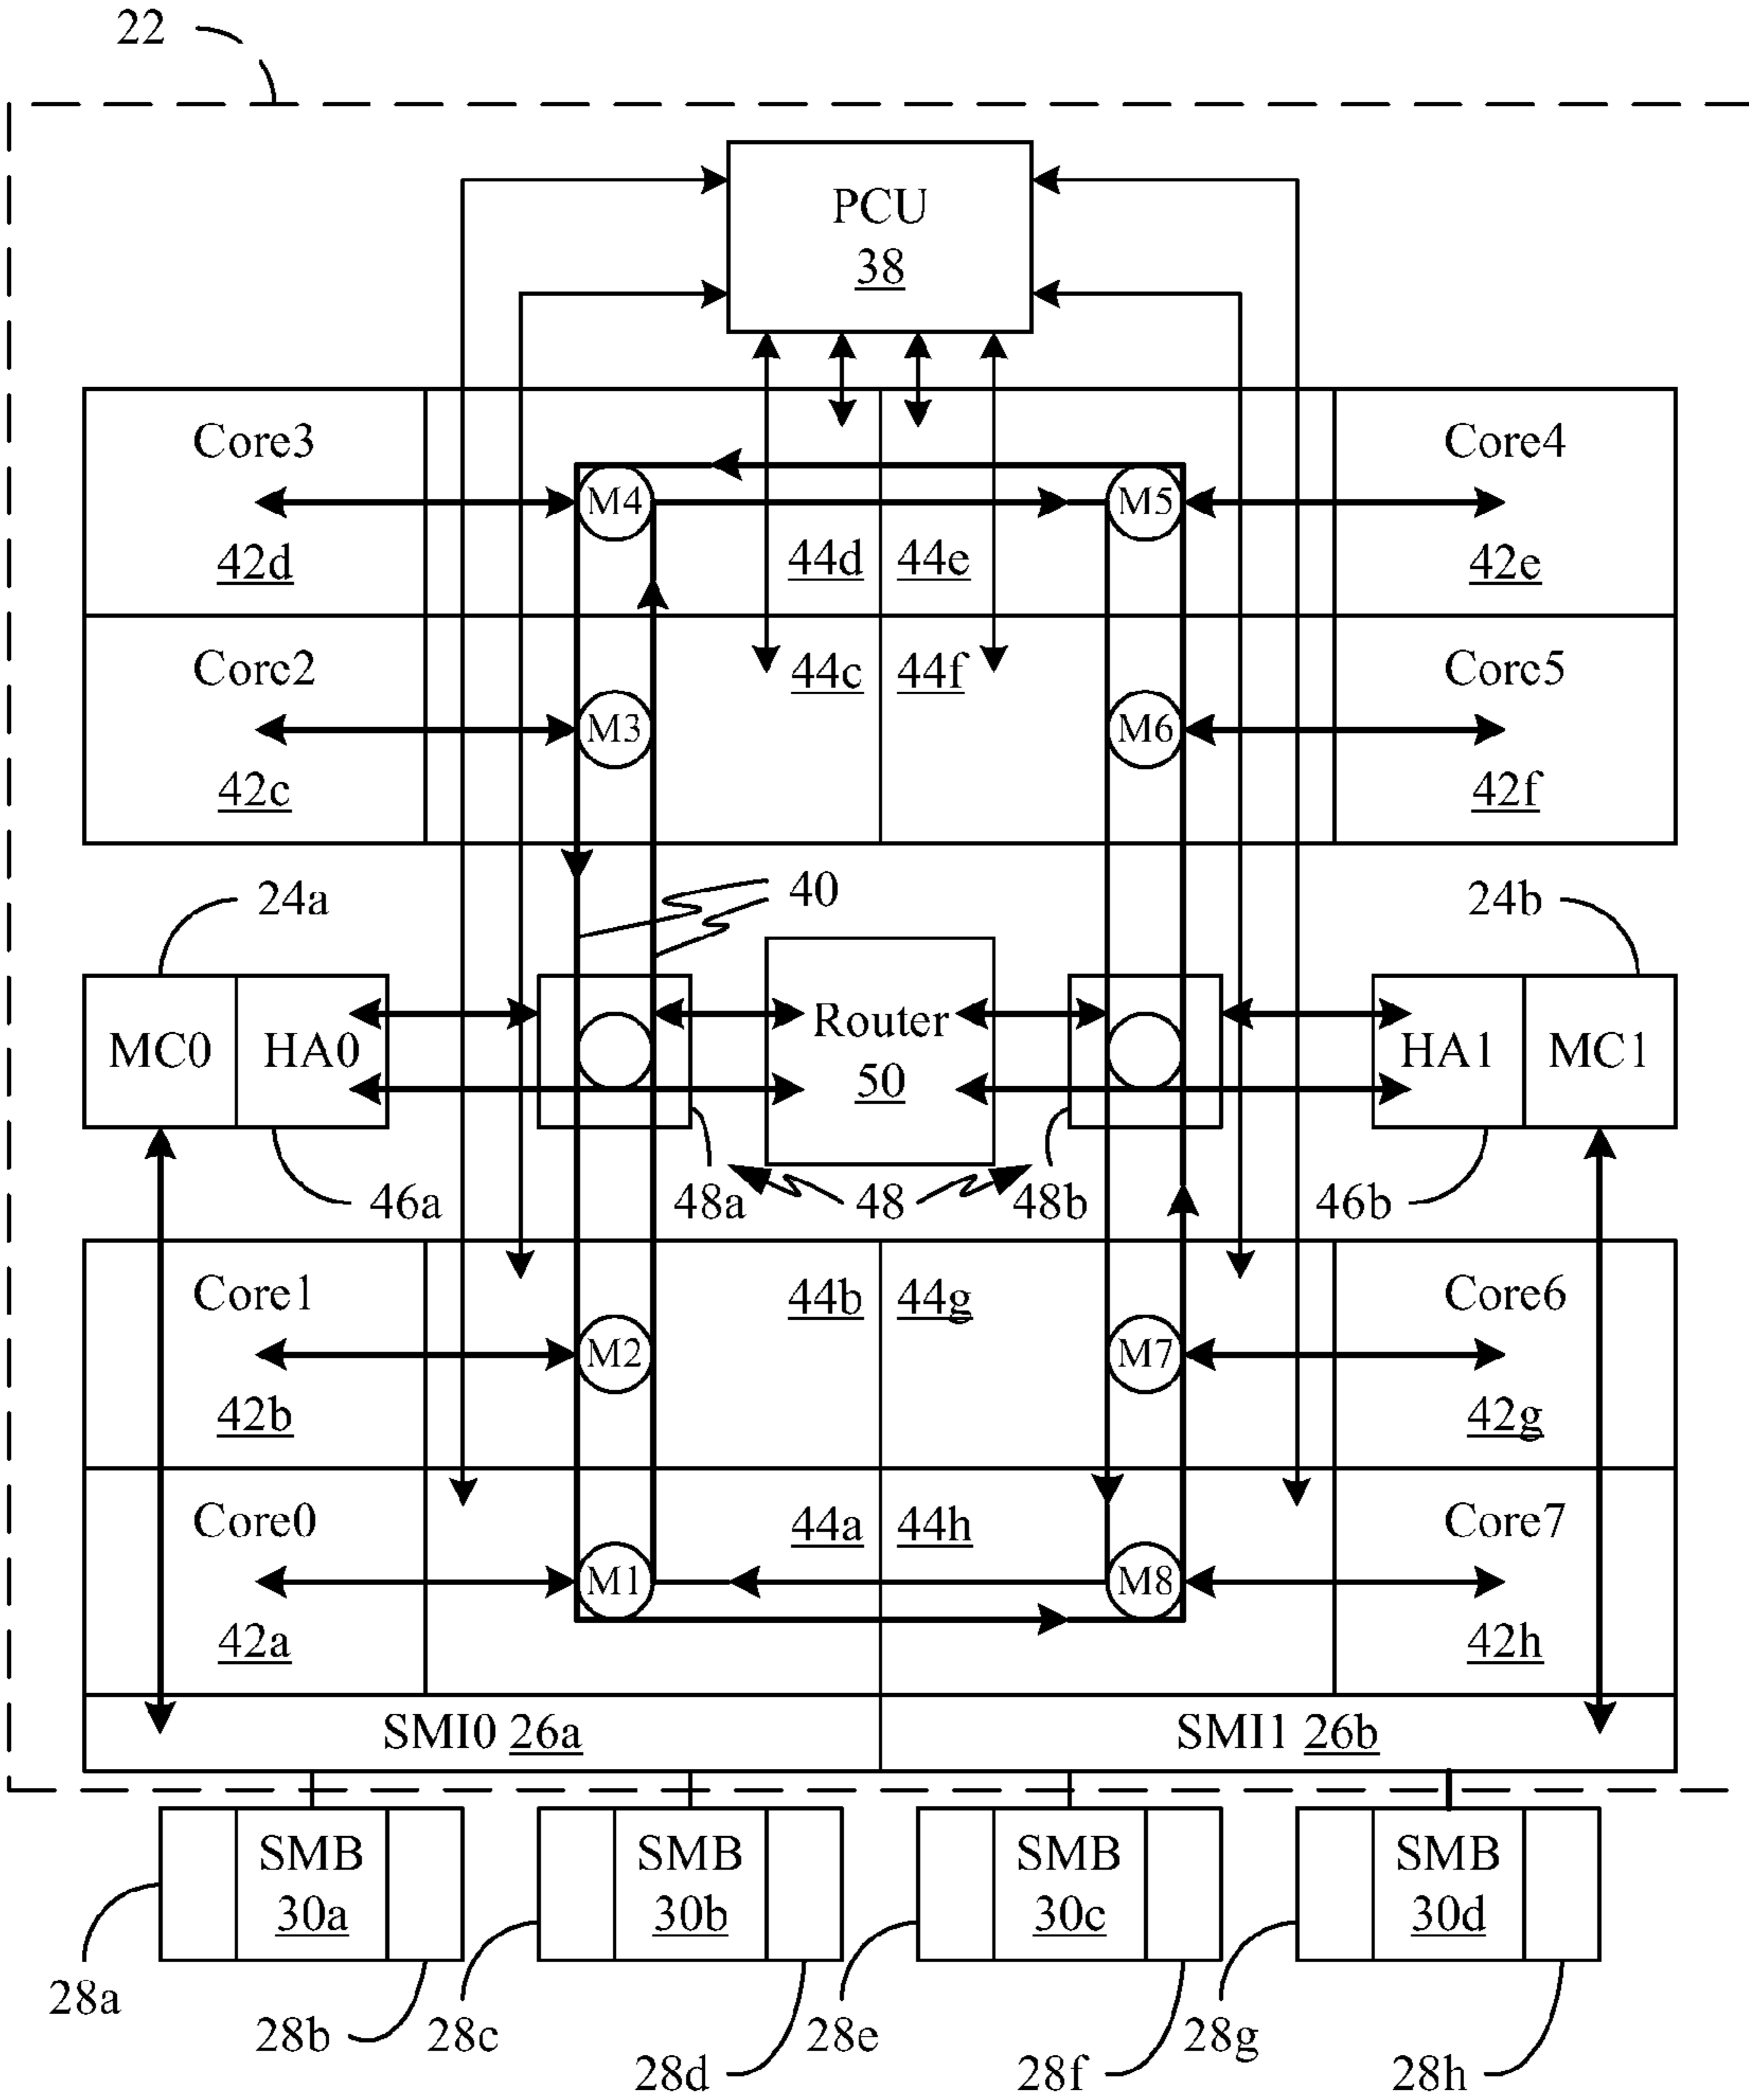 22
PCU
38
Core3
Core4
M4
M5
42d
44d
44e
42e
Core2
44c
44f
Core5
M3
M6
42c
42f
24a
40
24b
MC0
HA0
Router
50
HA1
MC1
46a
48a
48
48b
46b
Core1
44b
44g
Core6
M2
M7
42b
42g
Core0
44a
44h
Core7
M1
M8
42a
42h
SMI0 26a
SMI1 26b
SMB
30a
SMB
30b
SMB
30c
SMB
30d
28a
28b
28c
28d
28e
28f
28g
28h